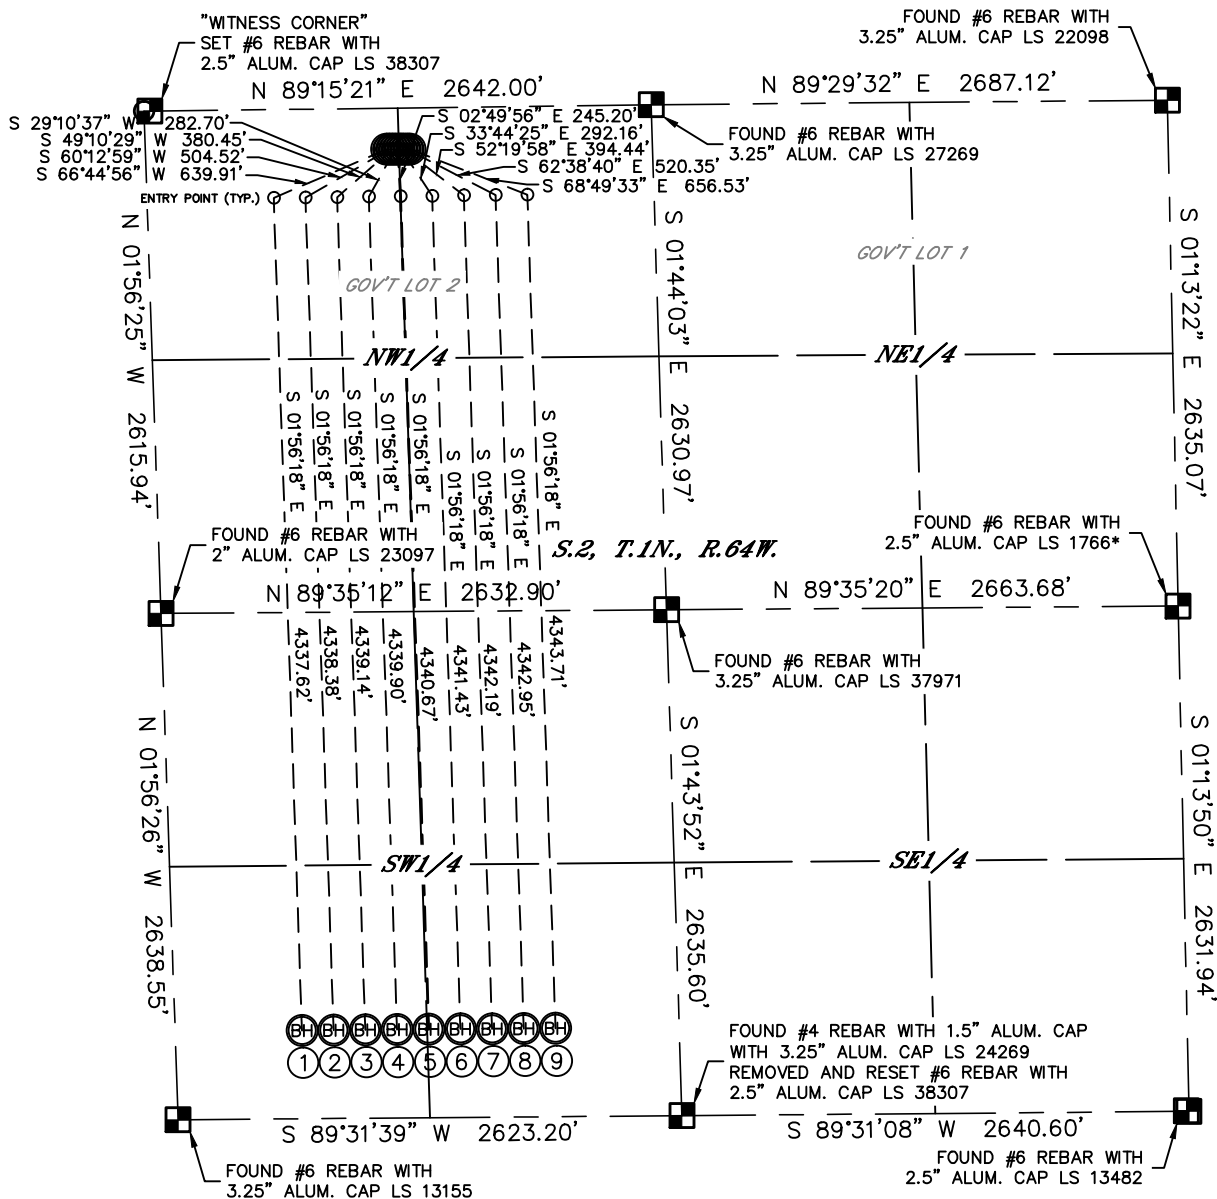 "WITNESS CORNER"
SET #6 REBAR WITH
2.5" ALUM. CAP LS 38307
FOUND #6 REBAR WITH
3.25" ALUM. CAP LS 22098
N 89°15'21" E 2642.00'
N 89°29'32" E 2687.12'
S 29°10'37" W 282.70'
S 49°10'29" W 380.45'
S 60°12'59" W 504.52'
S 66°44'56" W 639.91'
S 02°49'56" E 245.20'
S 33°44'25" E 292.16'
S 52°19'58" E 394.44'
S 62°38'40" E 520.35'
S 68°49'33" E 656.53'
FOUND #6 REBAR WITH
3.25" ALUM. CAP LS 27269
ENTRY POINT (TYP.)
GOV'T LOT 2
GOV'T LOT 1
N 01°56'25" W 2615.94'
S 01°44'03" E 2630.97'
S 01°13'22" E 2635.07'
NW1/4
NE1/4
S 01°56'18" E
S 01°56'18" E
S 01°56'18" E
S 01°56'18" E
S 01°56'18" E
S 01°56'18" E
S 01°56'18" E
S 01°56'18" E
S 01°56'18" E
FOUND #6 REBAR WITH
2" ALUM. CAP LS 23097
S.2, T.1N., R.64W.
FOUND #6 REBAR WITH
2.5" ALUM. CAP LS 1766*
N 89°35'12" E 2632.90'
N 89°35'20" E 2663.68'
4337.62'
4338.38'
4339.14'
4339.90'
4340.67'
4341.43'
4342.19'
4342.95'
4343.71'
FOUND #6 REBAR WITH
3.25" ALUM. CAP LS 37971
N 01°56'26" W 2638.55'
S 01°43'52" E 2635.60'
S 01°13'50" E 2631.94'
SW1/4
SE1/4
BH BH BH BH BH BH BH BH BH
1 2 3 4 5 6 7 8 9
FOUND #4 REBAR WITH 1.5" ALUM. CAP
WITH 3.25" ALUM. CAP LS 24269
REMOVED AND RESET #6 REBAR WITH
2.5" ALUM. CAP LS 38307
S 89°31'39" W 2623.20'
S 89°31'08" W 2640.60'
FOUND #6 REBAR WITH
3.25" ALUM. CAP LS 13155
FOUND #6 REBAR WITH
2.5" ALUM. CAP LS 13482